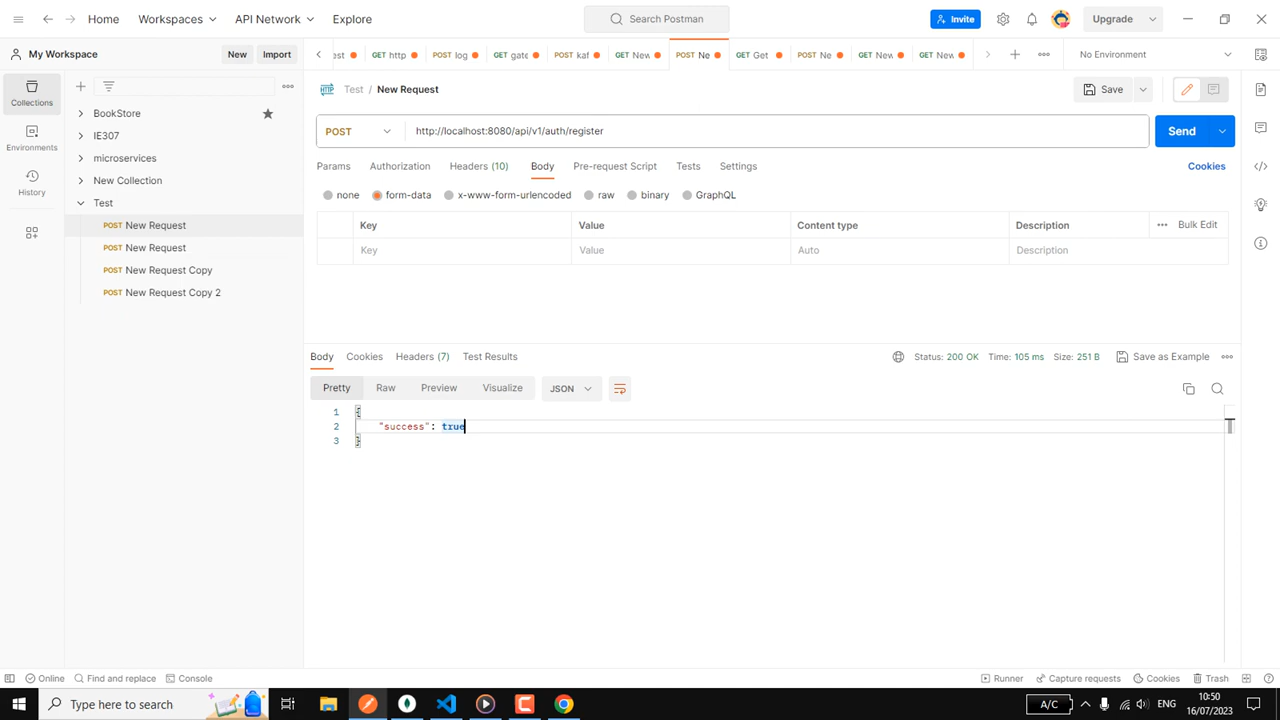 Home Workspaces API Network Explore Search Postman Invite Upgrade
My Workspace New Import est GET http POST log GET gate POST kaf GET New POST Ne GET Get POST Ne GET New GET New No Environment
Collections
Environments
History
BookStore
IE307
microservices
New Collection
Test
POST New Request
POST New Request
POST New Request Copy
POST New Request Copy 2
HTTP Test / New Request Save
POST http://localhost:8080/api/v1/auth/register Send
Params Authorization Headers (10) Body Pre-request Script Tests Settings Cookies
none form-data x-www-form-urlencoded raw binary GraphQL
Key Value Content type Description Bulk Edit
Key Value Auto Description
Body Cookies Headers (7) Test Results Status: 200 OK Time: 105 ms Size: 251 B Save as Example
Pretty Raw Preview Visualize JSON
1 {
2 "success": true
3 }
Online Find and replace Console Runner Capture requests Cookies Trash
Type here to search A/C ENG 10:50
16/07/2023